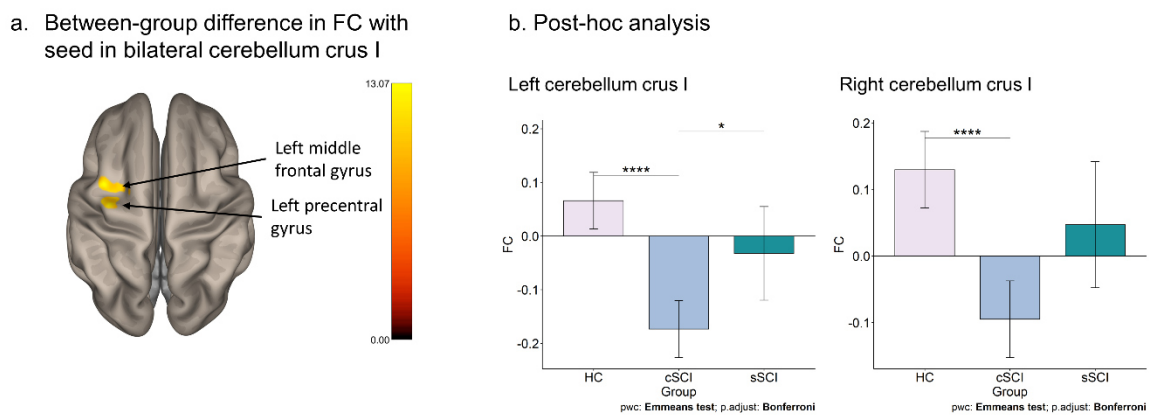 a. Between-group difference in FC with
seed in bilateral cerebellum crus I
13.07
0.00
Left middle
frontal gyrus
Left precentral
gyrus
b. Post-hoc analysis
Left cerebellum crus I
0.2
0.1
0.0
-0.1
-0.2
FC
****
*
HC
cSCI
sSCI
Group
pwc: Emmeans test; p.adjust: Bonferroni
Right cerebellum crus I
0.2
0.1
0.0
-0.1
FC
****
HC
cSCI
sSCI
Group
pwc: Emmeans test; p.adjust: Bonferroni